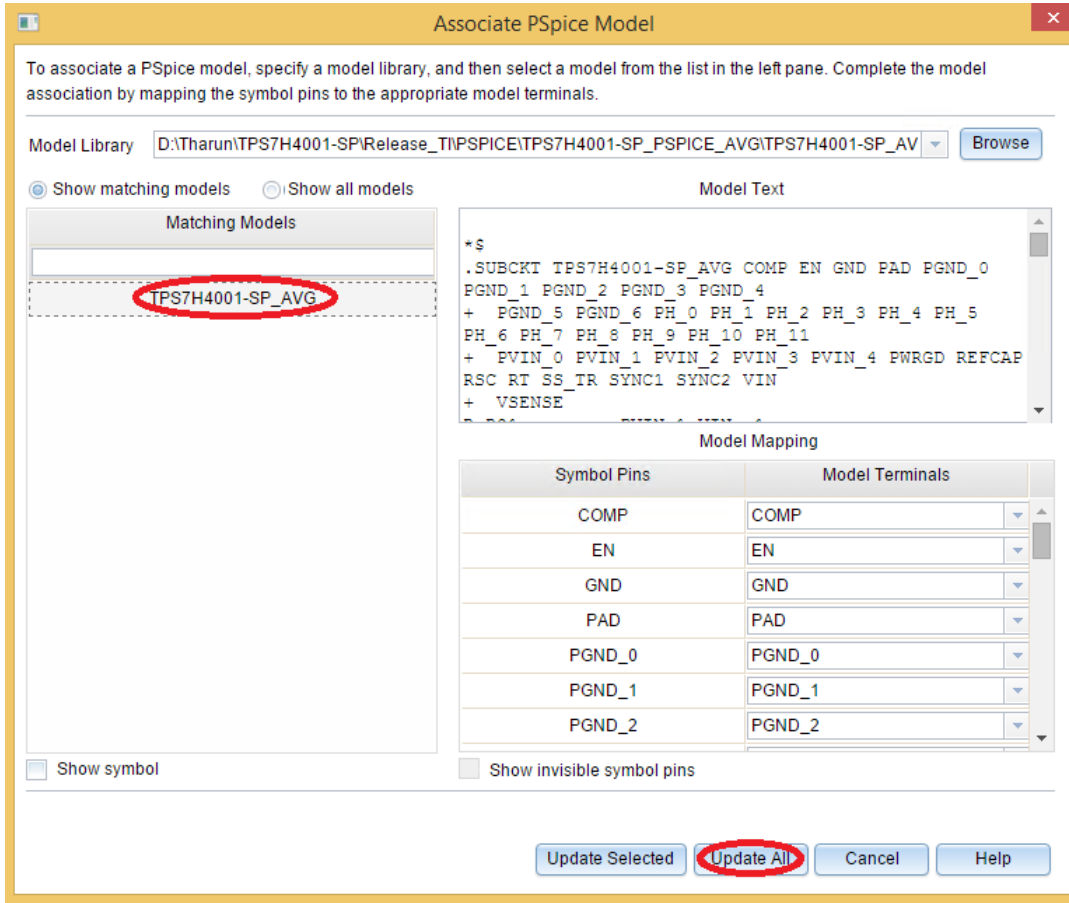 Associate PSpice Model
To associate a PSpice model, specify a model library, and then select a model from the list in the left pane. Complete the model
association by mapping the symbol pins to the appropriate model terminals.
Model Library D:\Tharun\TPS7H4001-SP\Release_TI\PSPICE\TPS7H4001-SP_PSPICE_AVG\TPS7H4001-SP_AV Browse
Show matching models Show all models
Matching Models
TPS7H4001-SP_AVG
Model Text
*$
.SUBCKT TPS7H4001-SP_AVG COMP EN GND PAD PGND_0
PGND_1 PGND_2 PGND_3 PGND_4
+ PGND_5 PGND_6 PH_0 PH_1 PH_2 PH_3 PH_4 PH_5
PH_6 PH_7 PH_8 PH_9 PH_10 PH_11
+ PVIN_0 PVIN_1 PVIN_2 PVIN_3 PVIN_4 PWRGD REFCAP
RSC RT SS_TR SYNC1 SYNC2 VIN
+ VSENSE
Model Mapping
Symbol Pins Model Terminals
COMP COMP
EN EN
GND GND
PAD PAD
PGND_0 PGND_0
PGND_1 PGND_1
PGND_2 PGND_2
Show symbol
Show invisible symbol pins
Update Selected Update All Cancel Help